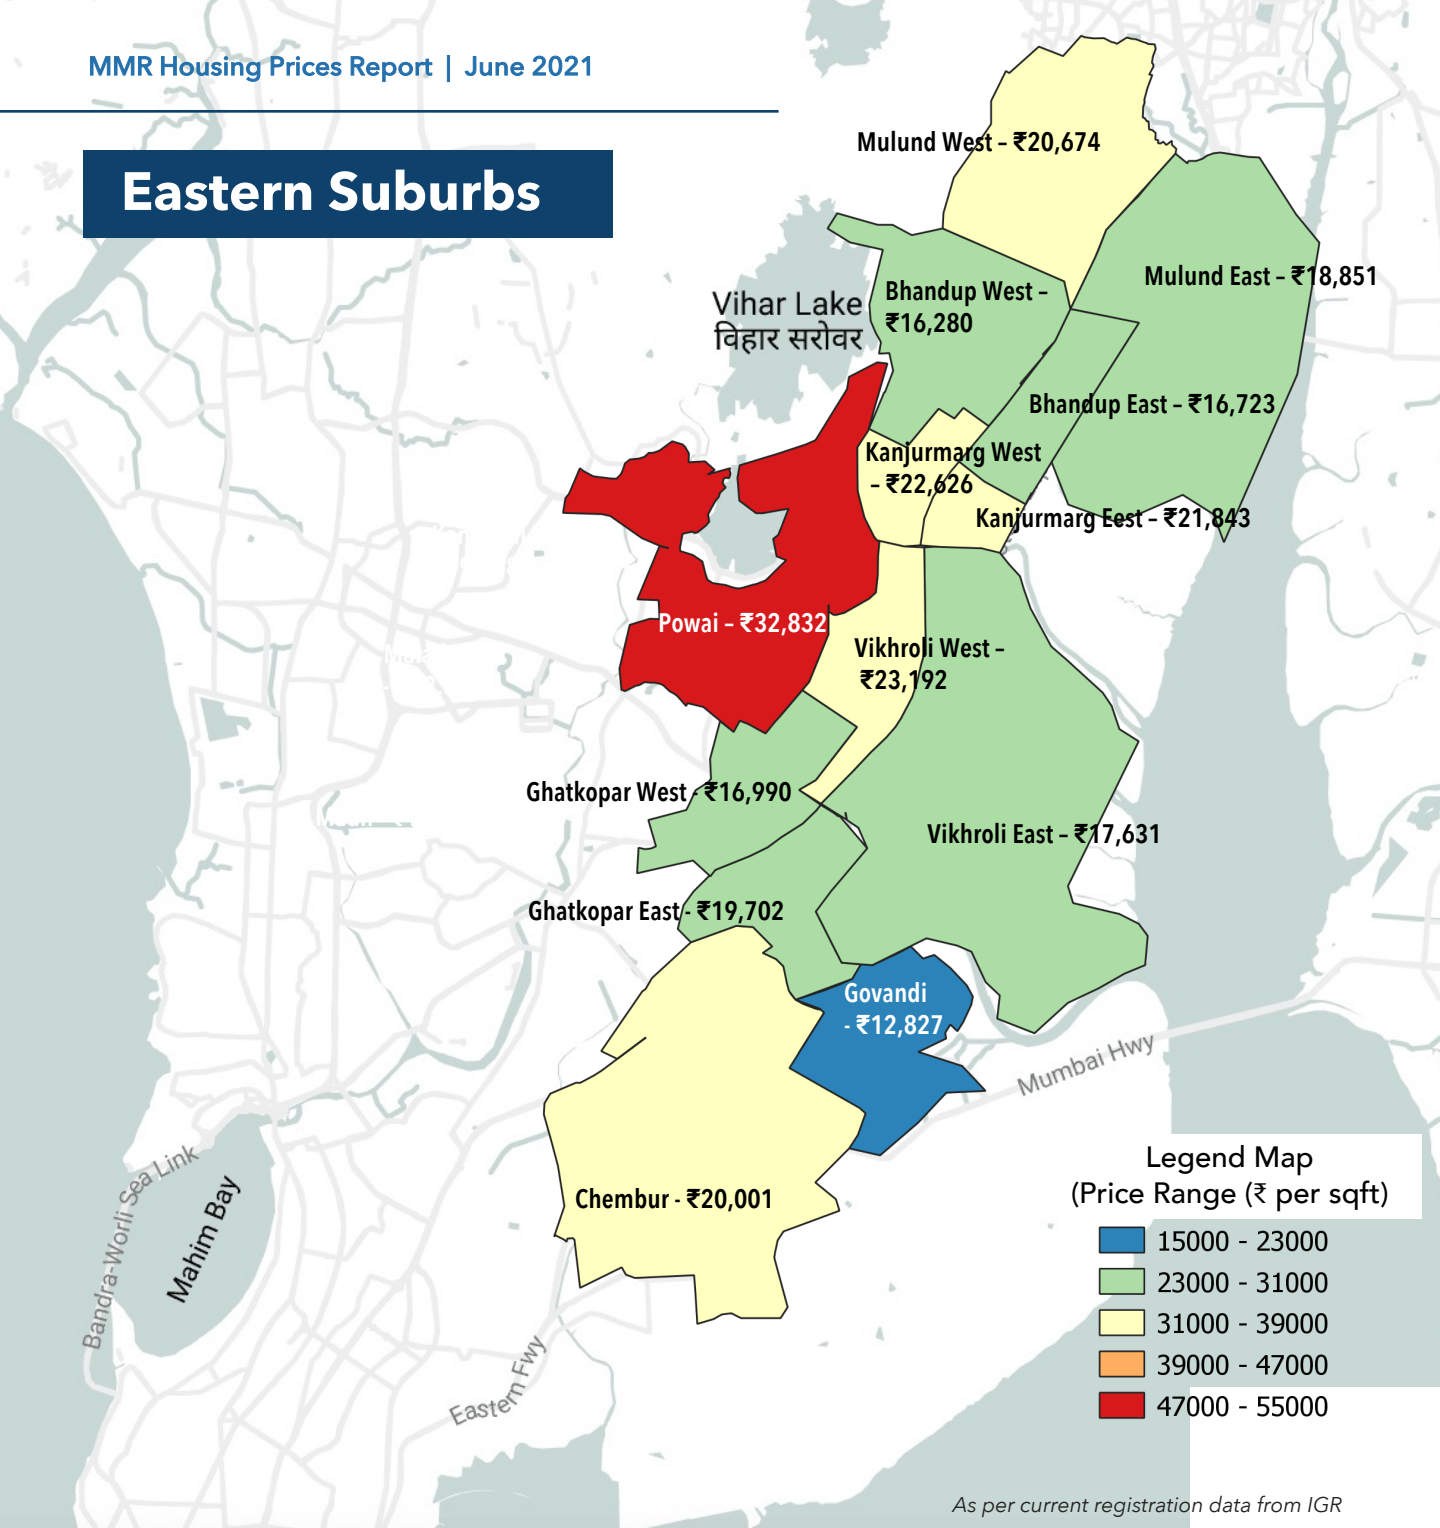 MMR Housing Prices Report | June 2021
Eastern Suburbs
Mulund West – ₹20,674
Mulund East – ₹18,851
Bhandup West –
₹16,280
Vihar Lake
विहार सरोवर
Bhandup East – ₹16,723
Kanjurmarg West
– ₹22,626
Kanjurmarg Eest – ₹21,843
Powai – ₹32,832
Vikhroli West –
₹23,192
Ghatkopar West - ₹16,990
Vikhroli East – ₹17,631
Ghatkopar East - ₹19,702
Govandi
- ₹12,827
Mumbai Hwy
Bandra-Worli Sea Link
Mahim Bay
Chembur - ₹20,001
Eastern Fwy
Legend Map
(Price Range (₹ per sqft)
15000 - 23000
23000 - 31000
31000 - 39000
39000 - 47000
47000 - 55000
As per current registration data from IGR